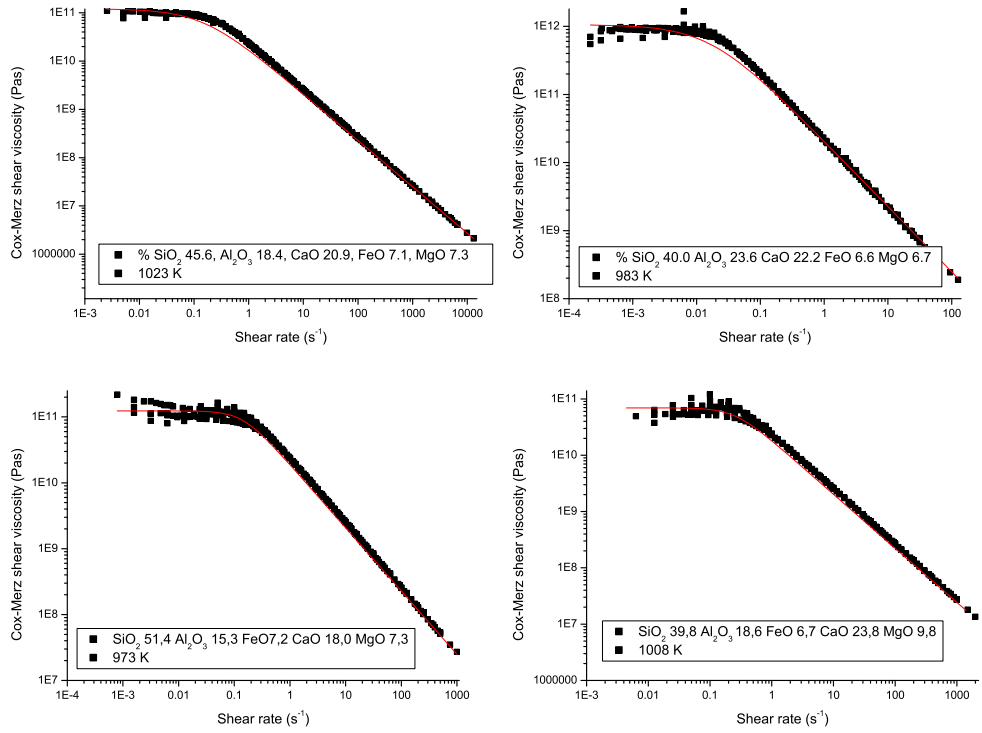 1E11
1E10
1E9
1E8
1E7
1000000
Cox-Merz shear viscosity (Pas)
% SiO2 45.6, Al2O3 18.4, CaO 20.9, FeO 7.1, MgO 7.3
1023 K
1E-3 0.01 0.1 1 10 100 1000 10000
Shear rate (s-1)
1E12
1E11
1E10
1E9
1E8
Cox-Merz shear viscosity (Pas)
% SiO2 40.0 Al2O3 23.6 CaO 22.2 FeO 6.6 MgO 6.7
983 K
1E-4 1E-3 0.01 0.1 1 10 100
Shear rate (s-1)
1E11
1E10
1E9
1E8
1E7
Cox-Merz shear viscosity (Pas)
SiO2 51,4 Al2O3 15,3 FeO7,2 CaO 18,0 MgO 7,3
973 K
1E-4 1E-3 0.01 0.1 1 10 100 1000
Shear rate (s-1)
1E11
1E10
1E9
1E8
1E7
1000000
Cox-Merz shear viscosity (Pas)
SiO2 39,8 Al2O3 18,6 FeO 6,7 CaO 23,8 MgO 9,8
1008 K
1E-3 0.01 0.1 1 10 100 1000
Shear rate (s-1)